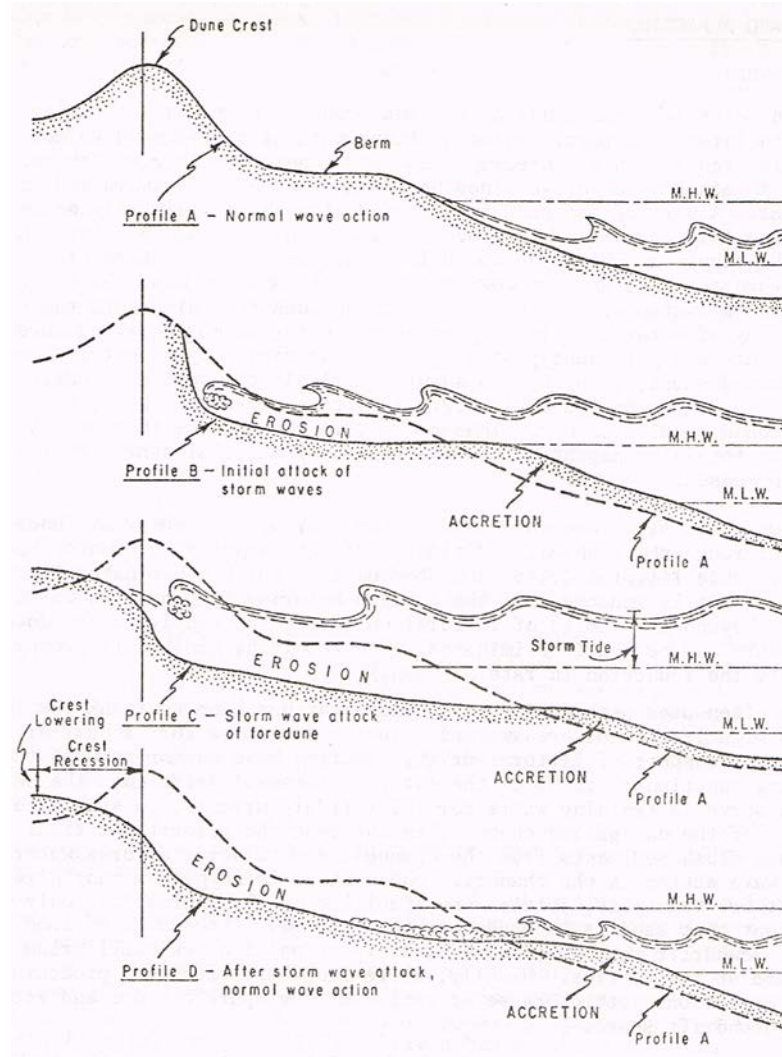 Dune Crest
Berm
M.H.W.
Profile A – Normal wave action
M.L.W.
EROSION
M.H.W.
Profile B – Initial attack of
storm waves
M.L.W.
ACCRETION
Profile A
Storm Tide
EROSION
M.H.W.
Profile C – Storm wave attack
of foredune
M.L.W.
Crest
Lowering
ACCRETION
Profile A
Crest
Recession
EROSION
M.H.W.
M.L.W.
Profile D – After storm wave attack,
normal wave action
ACCRETION
Profile A